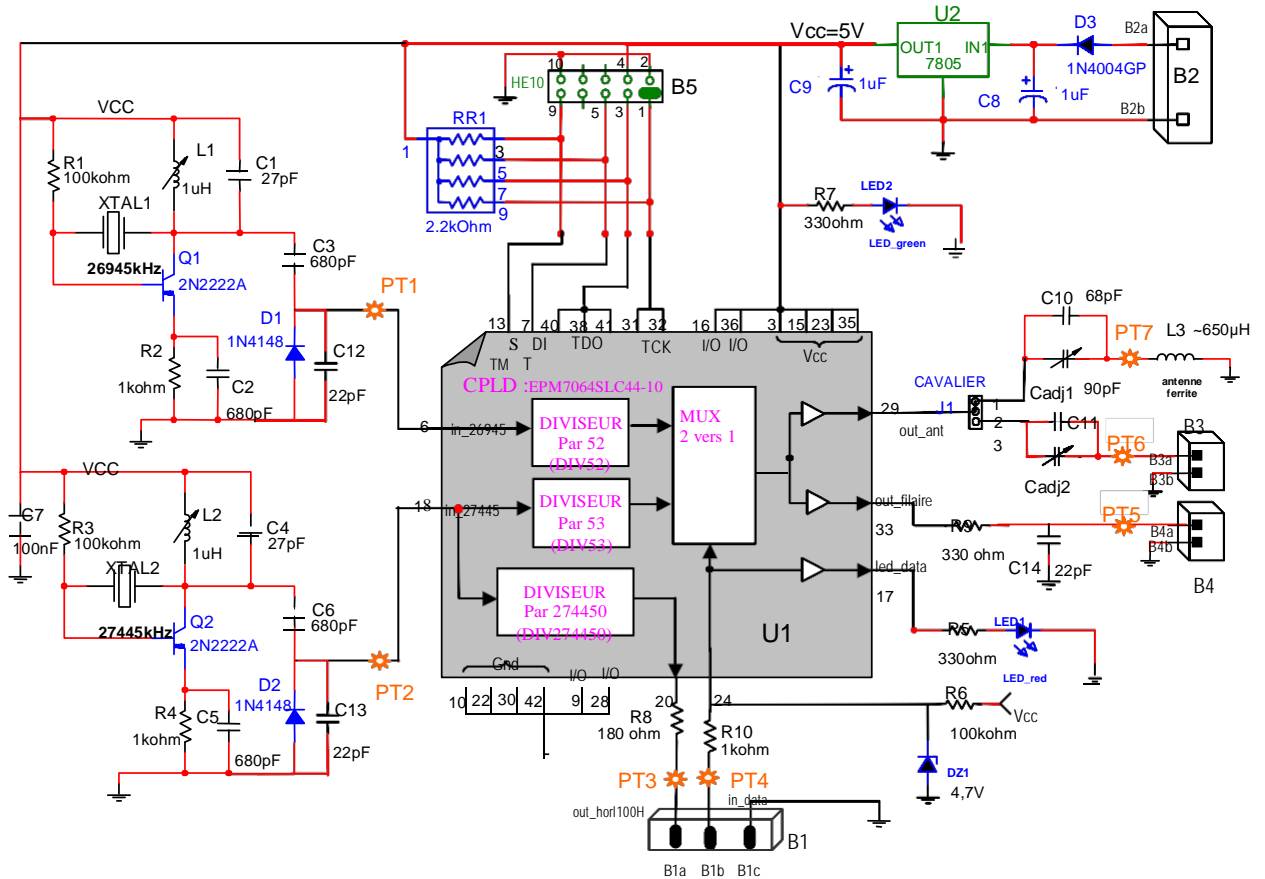 U2
D3
B2a
Vcc=5V
OUT1
IN1
7805
1N4004GP
B2
C9
1uF
C8
1uF
B2b
10
4
2
HE10
B5
9
5
3
1
RR1
1
3
5
7
9
2.2kOhm
VCC
R1
100kohm
L1
1uH
C1
27pF
XTAL1
26945kHz
Q1
2N2222A
C3
680pF
PT1
D1
1N4148
R2
1kohm
C2
680pF
C12
22pF
R7
330ohm
LED2
LED_green
13
7
40
38
41
31
32
16
36
3
15
23
35
S
DI
TDO
TCK
I/O
I/O
Vcc
TM
T
CPLD :EPM7064SLC44-10
6
in_26945
DIVISEUR
Par 52
(DIV52)
MUX
2 vers 1
29
out_ant
CAVALIER
J1
1
2
3
C10
68pF
PT7
L3 ~650µH
Cadj1
90pF
antenne
ferrite
C11
PT6
B3
B3a
B3b
Cadj2
18
in_27445
DIVISEUR
Par 53
(DIV53)
out_filaire
33
R9
330 ohm
PT5
B4a
B4b
C14
22pF
B4
DIVISEUR
Par 274450
(DIV274450)
led_data
17
U1
R5
330ohm
LED1
LED_red
VCC
C7
100nF
R3
100kohm
L2
1uH
C4
27pF
XTAL2
27445kHz
Q2
2N2222A
C6
680pF
PT2
D2
1N4148
R4
1kohm
C5
680pF
C13
22pF
Gnd
I/O
I/O
10
22
30
42
9
28
20
24
R8
180 ohm
R10
1kohm
R6
100kohm
Vcc
DZ1
4,7V
PT3
PT4
out_horl100H
in_data
B1
B1a
B1b
B1c